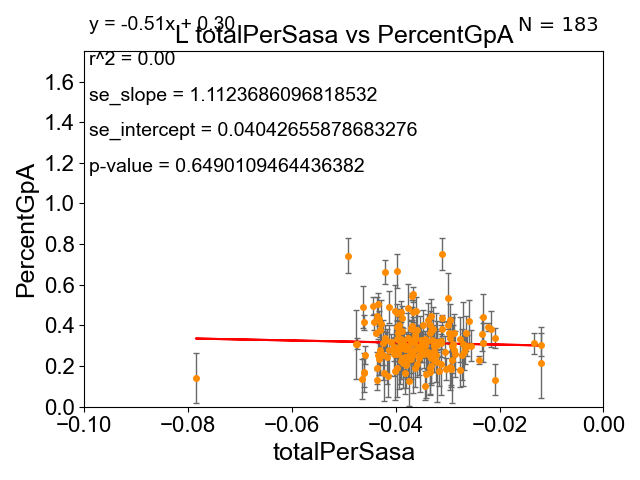 y = -0.51x + 0.30
N = 183
L totalPerSasa vs PercentGpA
r^2 = 0.00
se_slope = 1.1123686096818532
se_intercept = 0.04042655878683276
p-value = 0.6490109464436382
PercentGpA
1.6
1.4
1.2
1.0
0.8
0.6
0.4
0.2
0.0
−0.10
−0.08
−0.06
−0.04
−0.02
0.00
totalPerSasa